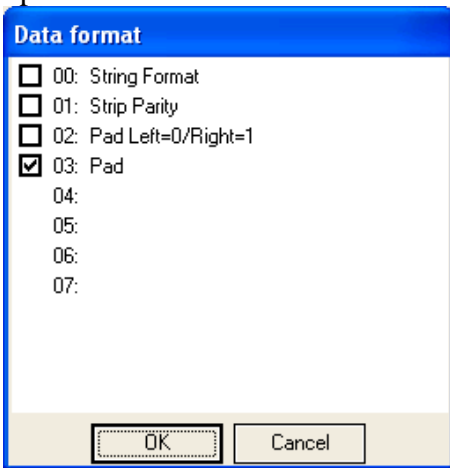 Data format
00: String Format
01: Strip Parity
02: Pad Left=0/Right=1
03: Pad
04:
05:
06:
07:
OK Cancel